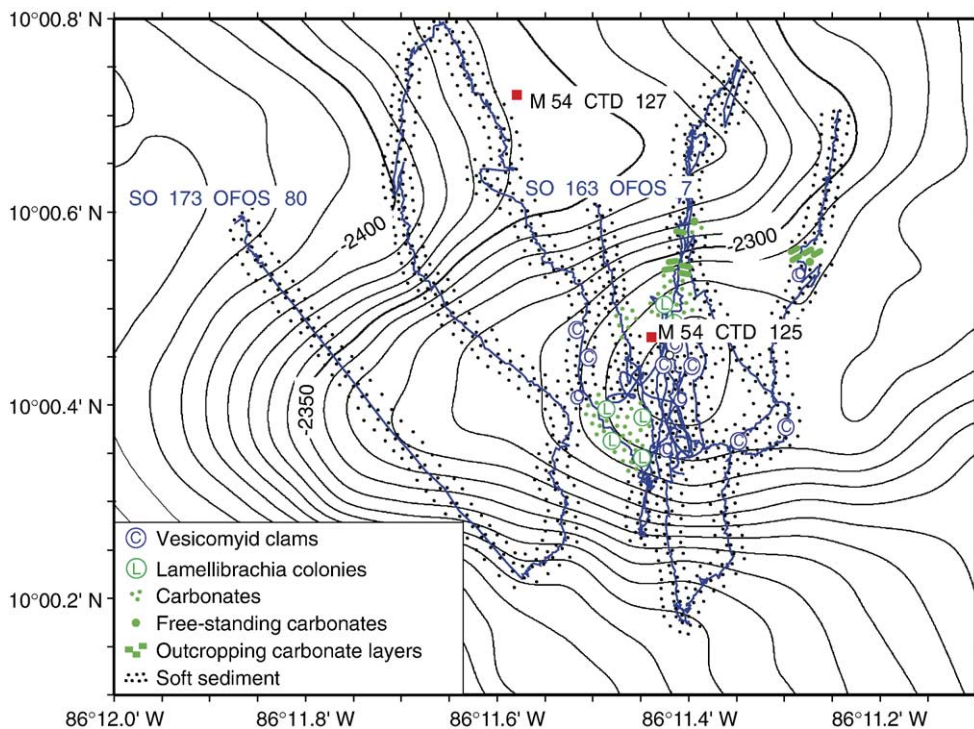 10°00.8' N
M 54 CTD 127
SO 173 OFOS 80
SO 163 OFOS 7
10°00.6' N
-2400
-2300
M 54 CTD 125
10°00.4' N
-2350
C
C
C
C
C
C
C
C
C
C
C
L
L
L
L
L
C Vesicomyid clams
L Lamellibrachia colonies
Carbonates
Free-standing carbonates
Outcropping carbonate layers
Soft sediment
10°00.2' N
86°12.0' W 86°11.8' W 86°11.6' W 86°11.4' W 86°11.2' W